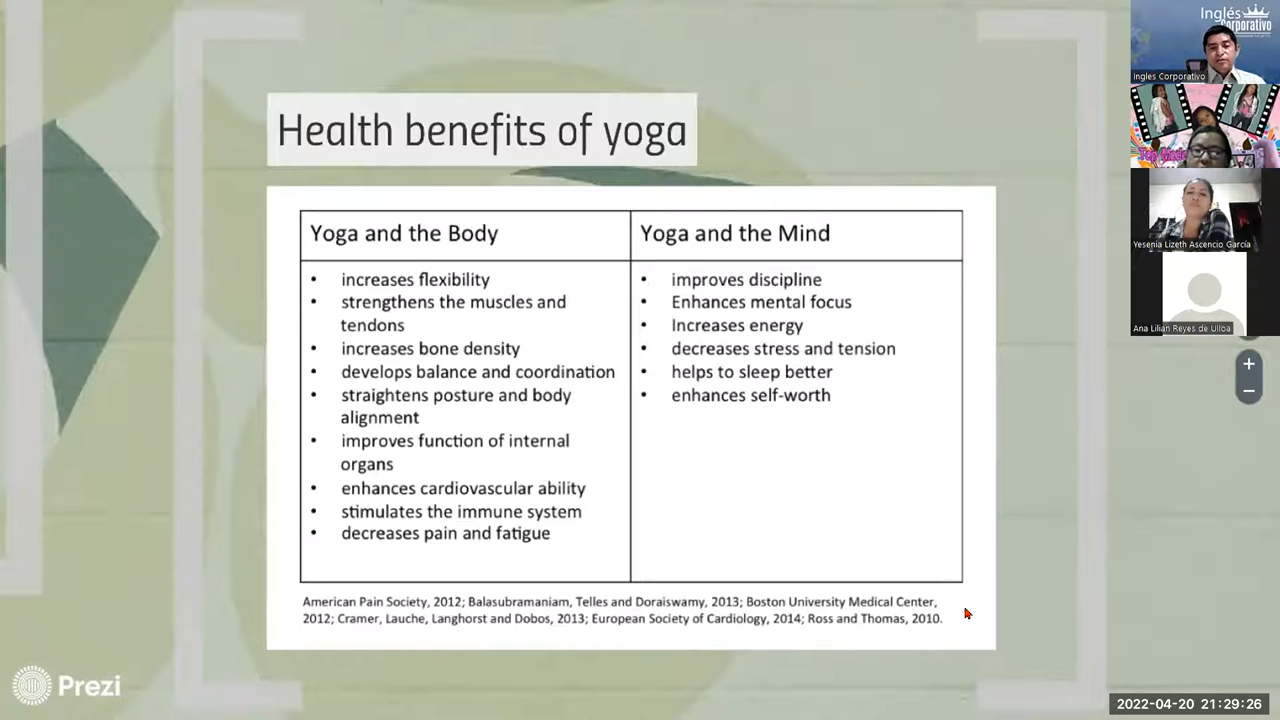 Health benefits of yoga
Yoga and the Body
increases flexibility
strengthens the muscles and
tendons
increases bone density
develops balance and coordination
straightens posture and body
alignment
improves function of internal
organs
enhances cardiovascular ability
stimulates the immune system
decreases pain and fatigue
Yoga and the Mind
improves discipline
Enhances mental focus
Increases energy
decreases stress and tension
helps to sleep better
enhances self-worth
American Pain Society, 2012; Balasubramaniam, Telles and Doraiswamy, 2013; Boston University Medical Center,
2012; Cramer, Lauche, Langhorst and Dobos, 2013; European Society of Cardiology, 2014; Ross and Thomas, 2010.
Prezi
Inglés
Corporativo
Ingles Corporativo
Yesenia Lizeth Ascencio García
Ana Lilian Reyes de Ulloa
2022-04-20 21:29:26